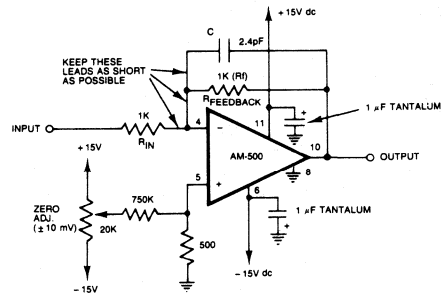 + 15V dc
C
2.4pF
KEEP THESE
LEADS AS SHORT
AS POSSIBLE
1K (Rf)
RFEEDBACK
1 µF TANTALUM
11
1K
INPUT
RIN
4
−
AM-500
10
OUTPUT
8
+
+ 15V
5
+
6
750K
ZERO
ADJ.
(± 10 mV)
20K
500
1 µF TANTALUM
+
− 15V
− 15V dc